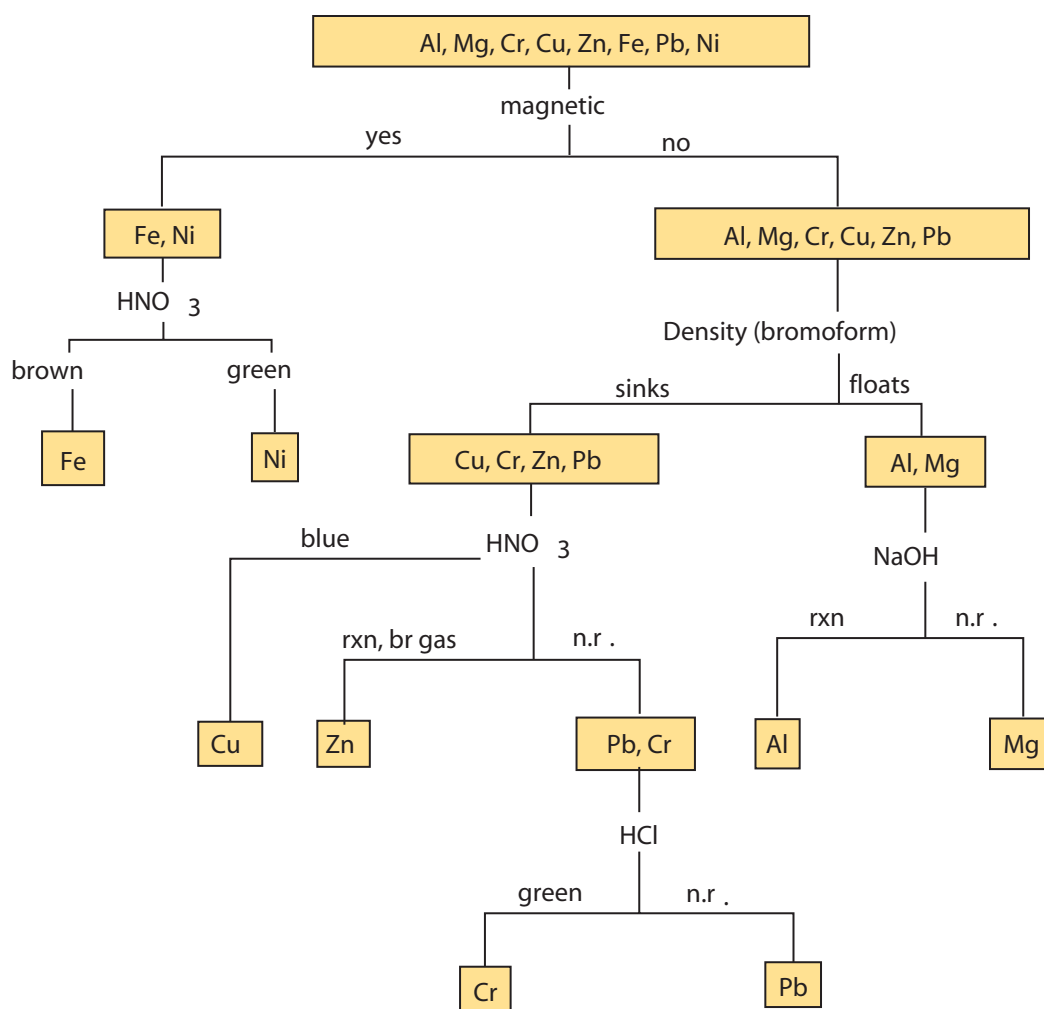 Al, Mg, Cr, Cu, Zn, Fe, Pb, Ni
magnetic
yes
no
Fe, Ni
Al, Mg, Cr, Cu, Zn, Pb
HNO 3
Density (bromoform)
brown
green
sinks
floats
Fe
Ni
Cu, Cr, Zn, Pb
Al, Mg
blue
HNO 3
NaOH
rxn, br gas
n.r .
rxn
n.r .
Cu
Zn
Pb, Cr
Al
Mg
HCl
green
n.r .
Cr
Pb